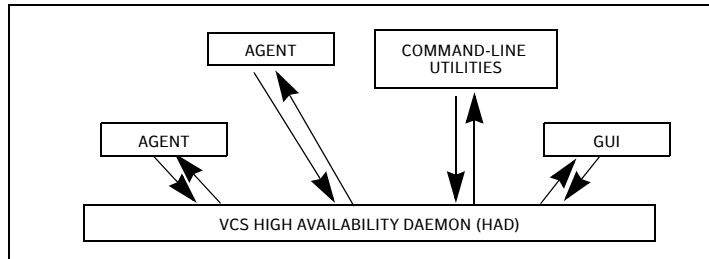 AGENT
COMMAND-LINE
UTILITIES
AGENT
GUI
VCS HIGH AVAILABILITY DAEMON (HAD)